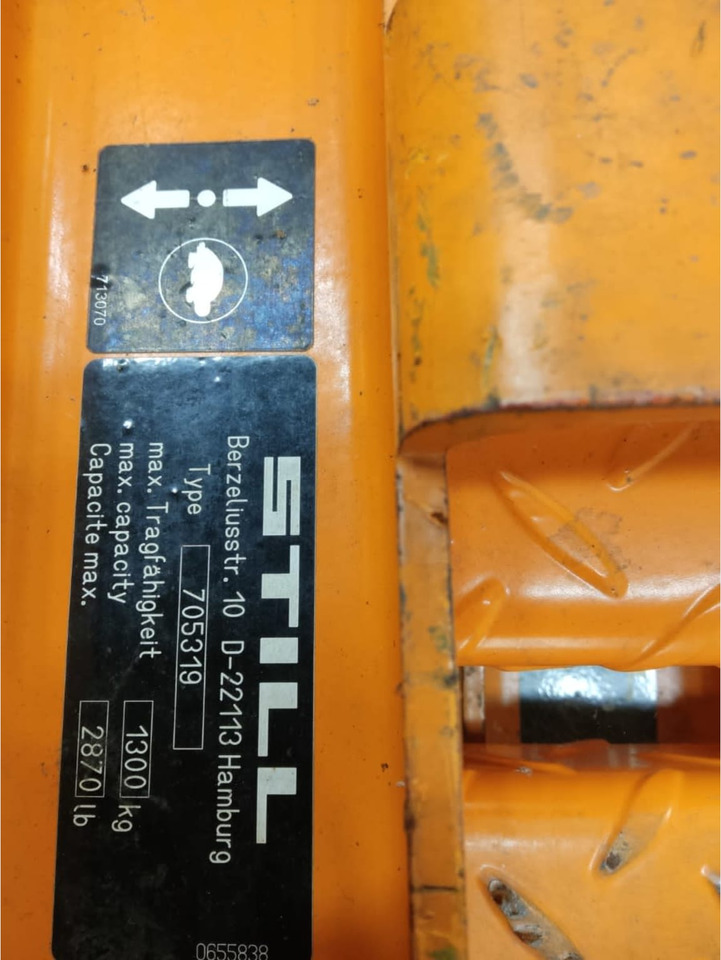 713070
STILL
Berzeliusstr. 10 D-22113 Hamburg
Type 705319
max. Tragfähigkeit
max. capacity 1300 kg
Capacite max. 2870 lb
0655838